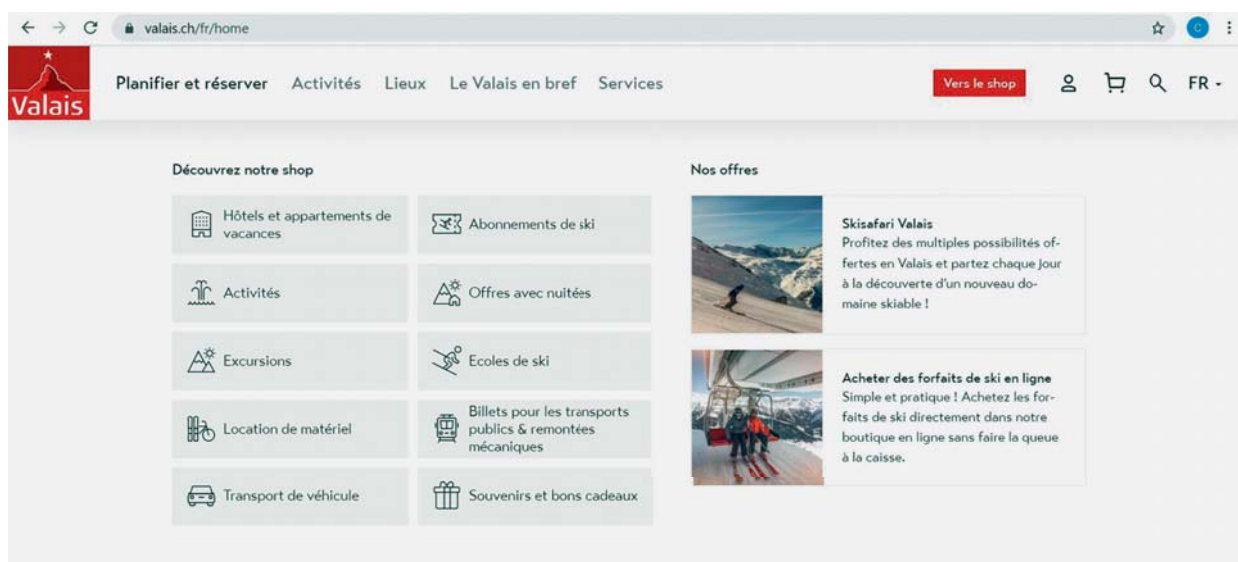 valais.ch/fr/home
C
Valais
Planifier et réserver Activités Lieux Le Valais en bref Services
Vers le shop
FR
Découvrez notre shop
Hôtels et appartements de
vacances
Abonnements de ski
Activités
Offres avec nuitées
Excursions
Ecoles de ski
Location de matériel
Billets pour les transports
publics & remontées
mécaniques
Transport de véhicule
Souvenirs et bons cadeaux
Nos offres
Skisafari Valais
Profitez des multiples possibilités of-
fertes en Valais et partez chaque jour
à la découverte d'un nouveau do-
maine skiable !
Acheter des forfaits de ski en ligne
Simple et pratique ! Achetez les for-
faits de ski directement dans notre
boutique en ligne sans faire la queue
à la caisse.